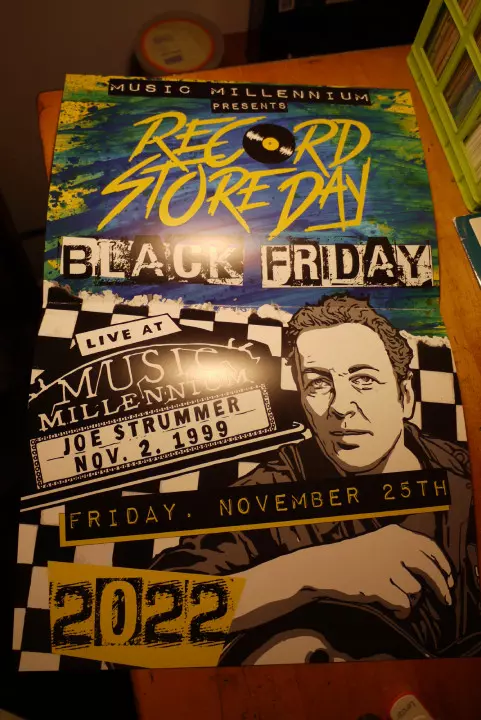 MUSIC MILLENNIUM
PRESENTS
RECORD
STORE DAY
BLACK FRIDAY
LIVE AT
MUSIC
MILLENNIUM
JOE STRUMMER
NOV. 2, 1999
FRIDAY, NOVEMBER 25TH
2022